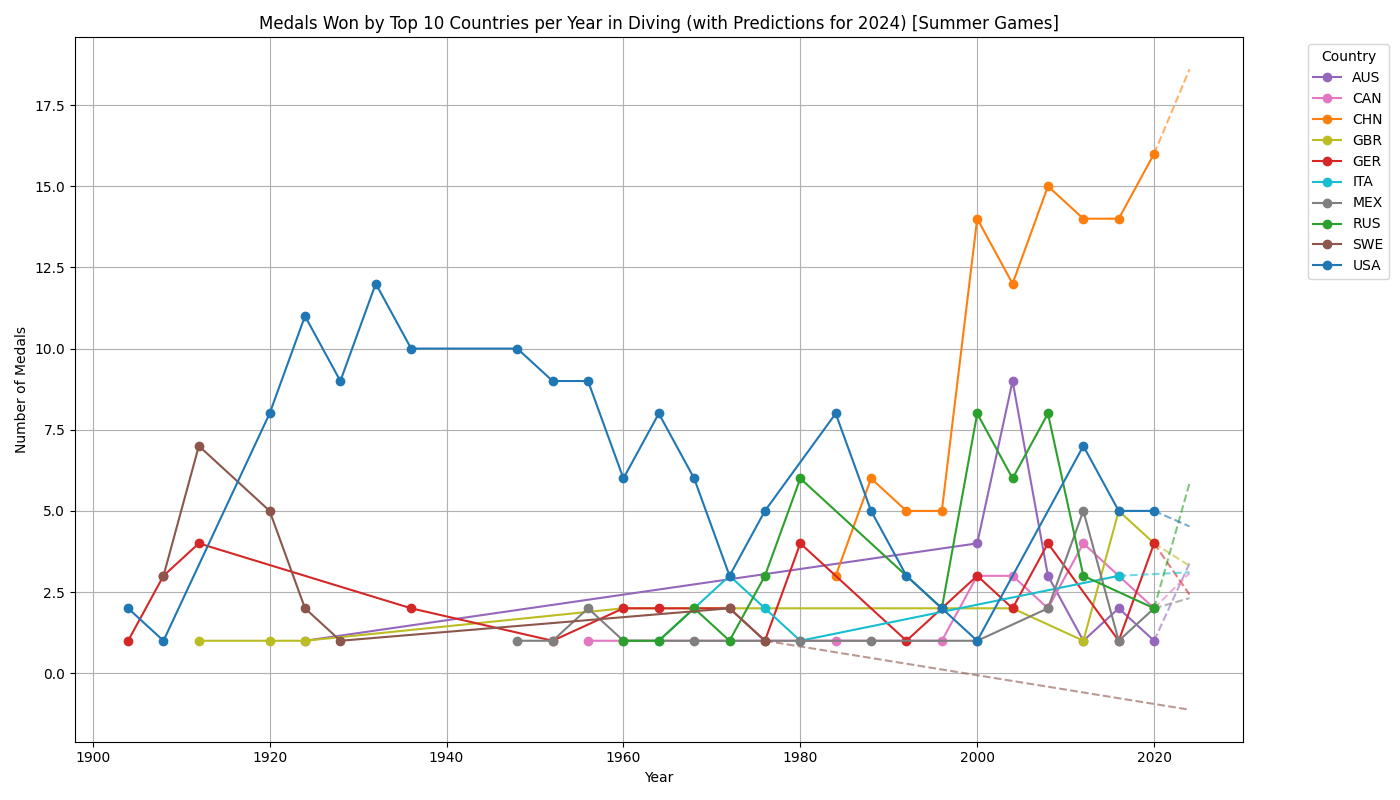 Medals Won by Top 10 Countries per Year in Diving (with Predictions for 2024) [Summer Games]
Number of Medals
17.5
15.0
12.5
10.0
7.5
5.0
2.5
0.0
1900 1920 1940 1960 1980 2000 2020
Year
Country
AUS
CAN
CHN
GBR
GER
ITA
MEX
RUS
SWE
USA